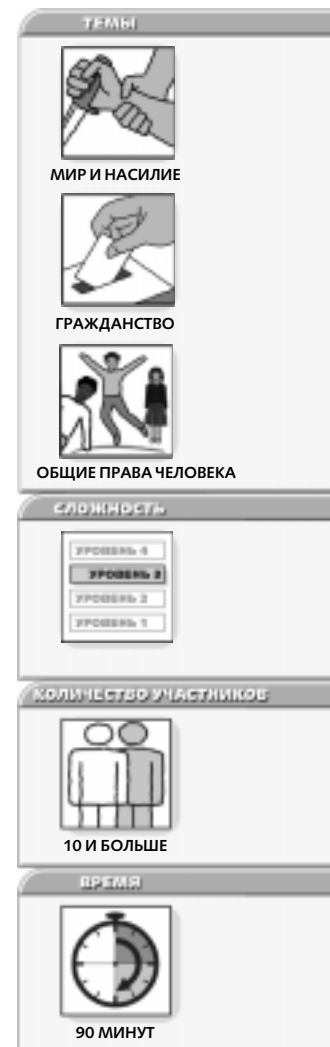 ТЕМЫ
МИР И НАСИЛИЕ
ГРАЖДАНСТВО
ОБЩИЕ ПРАВА ЧЕЛОВЕКА
СЛОЖНОСТЬ
УРОВЕНЬ 4
УРОВЕНЬ 3
УРОВЕНЬ 2
УРОВЕНЬ 1
КОЛИЧЕСТВО УЧАСТНИКОВ
10 И БОЛЬШЕ
ВРЕМЯ
90 МИНУТ